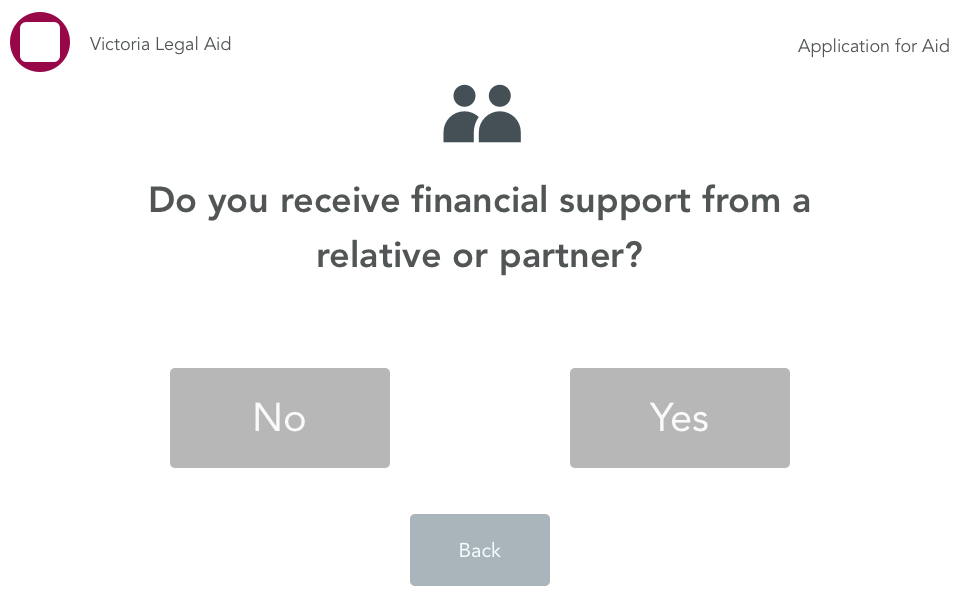 Victoria Legal Aid
Application for Aid
Do you receive financial support from a
relative or partner?
No
Yes
Back